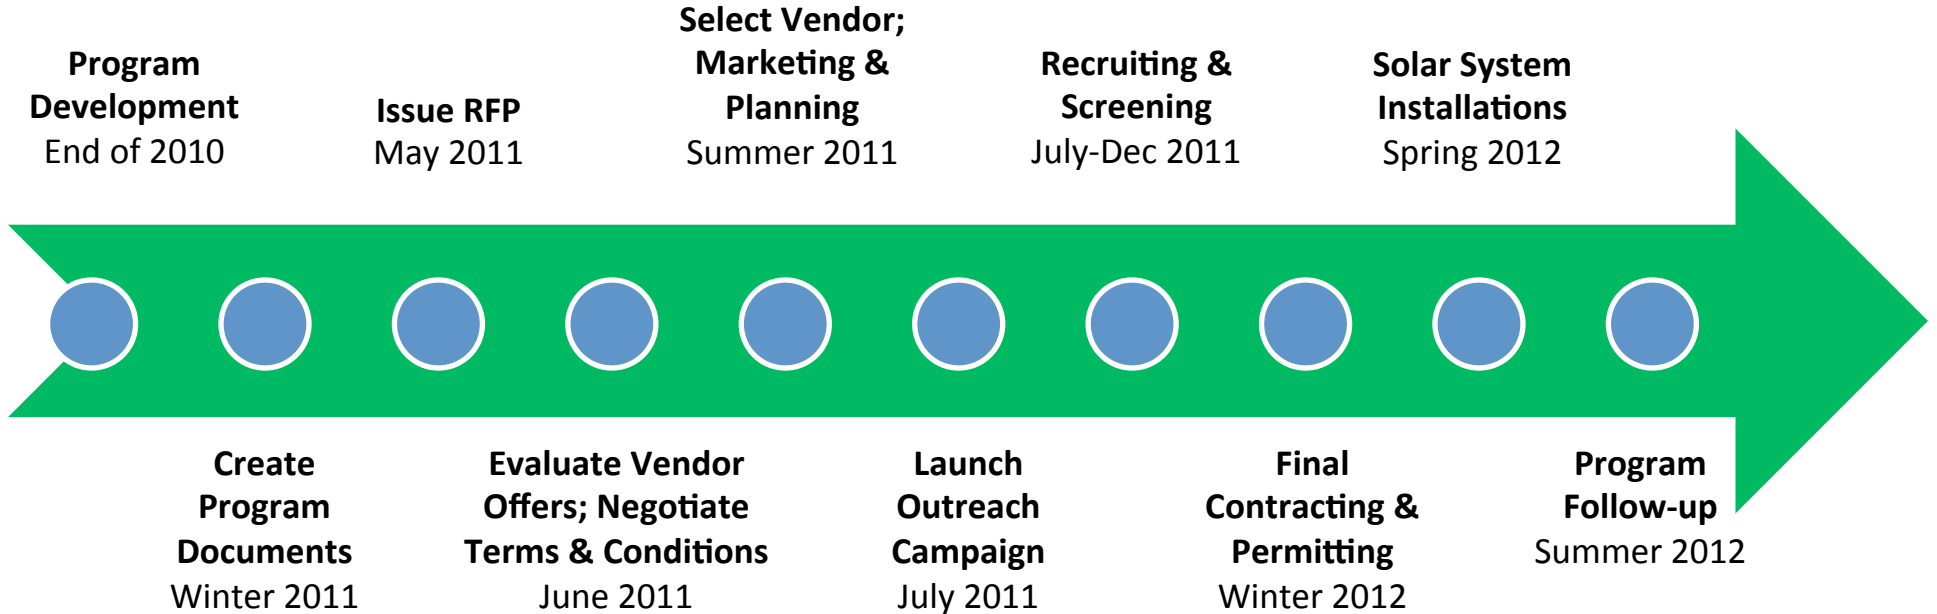 Program
Development
End of 2010
Issue RFP
May 2011
Select Vendor;
Marketing &
Planning
Summer 2011
Recruiting &
Screening
July-Dec 2011
Solar System
Installations
Spring 2012
Create
Program
Documents
Winter 2011
Evaluate Vendor
Offers; Negotiate
Terms & Conditions
June 2011
Launch
Outreach
Campaign
July 2011
Final
Contracting &
Permitting
Winter 2012
Program
Follow-up
Summer 2012